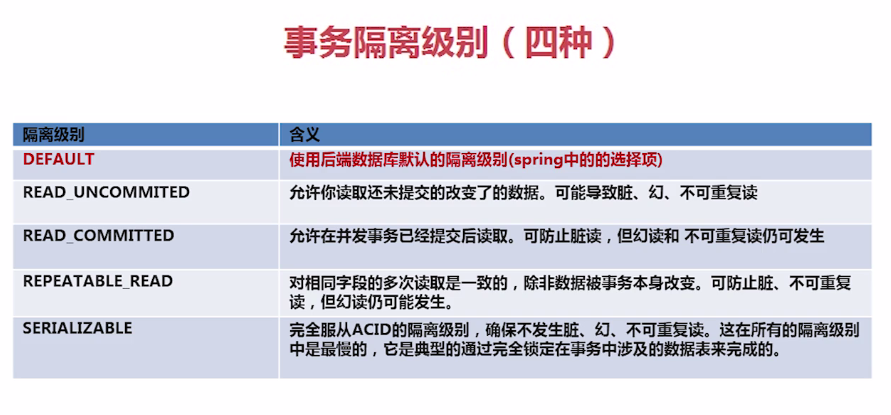 事务隔离级别（四种）
隔离级别 含义
DEFAULT 使用后端数据库默认的隔离级别(spring中的的选择项)
READ_UNCOMMITED 允许你读取还未提交的改变了的数据。可能导致脏、幻、不可重复读
READ_COMMITTED 允许在并发事务已经提交后读取。可防止脏读，但幻读和 不可重复读仍可发生
REPEATABLE_READ 对相同字段的多次读取是一致的，除非数据被事务本身改变。可防止脏、不可重复
读，但幻读仍可能发生。
SERIALIZABLE 完全服从ACID的隔离级别，确保不发生脏、幻、不可重复读。这在所有的隔离级别
中是最慢的，它是典型的通过完全锁定在事务中涉及的数据表来完成的。